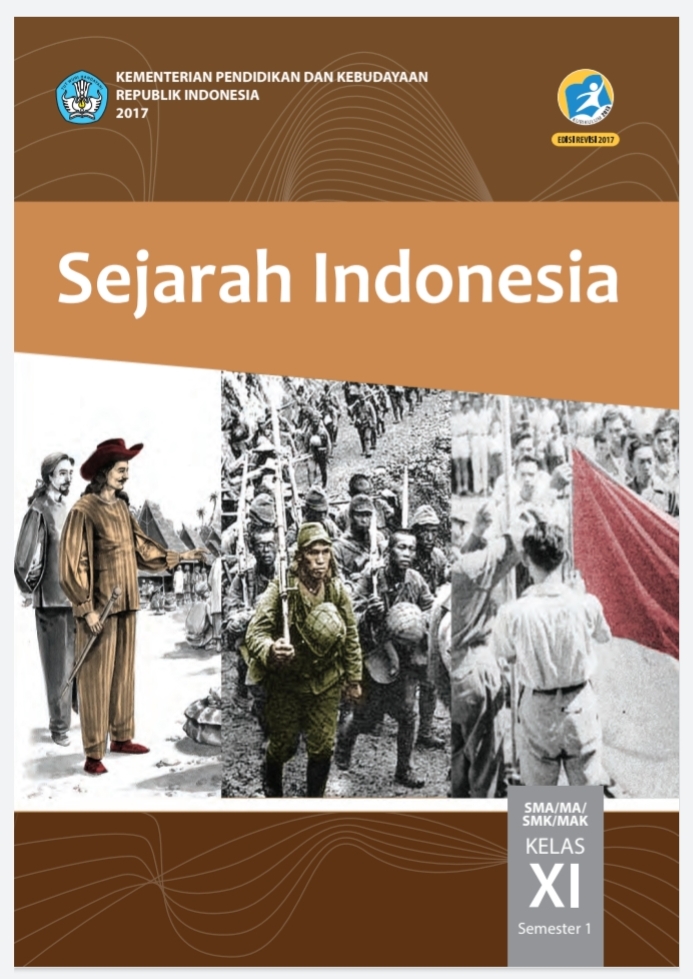 KEMENTERIAN PENDIDIKAN DAN KEBUDAYAAN
REPUBLIK INDONESIA
2017
EDISI REVISI 2017
Sejarah Indonesia
SMA/MA/
SMK/MAK
KELAS
XI
Semester 1